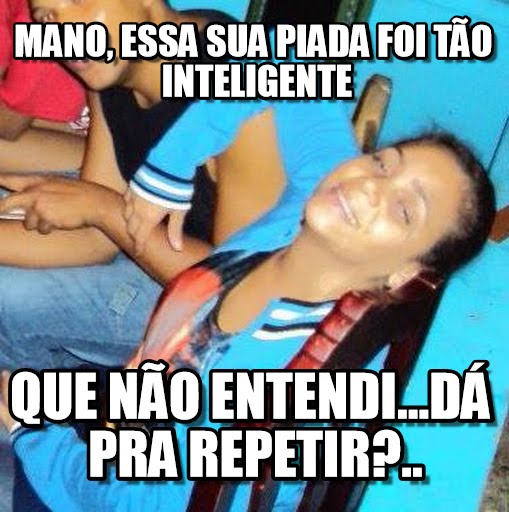 MANO, ESSA SUA PIADA FOI TÃO
INTELIGENTE
QUE NÃO ENTENDI...DÁ
PRA REPETIR?..